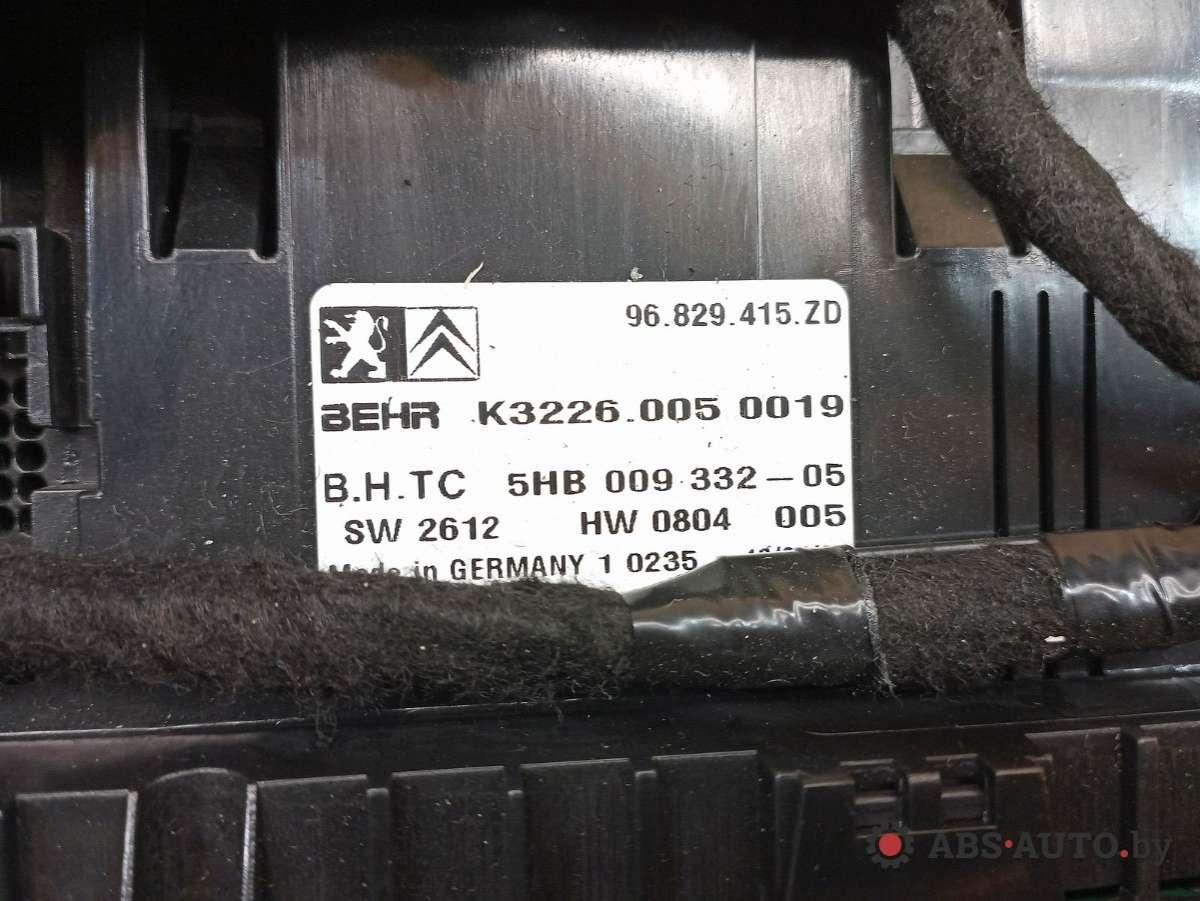 96.829.415.ZD
BEHR K3226.005 0019
B.H.TC 5HB 009 332-05
SW 2612 HW 0804 005
Made in GERMANY 1 0235
ABS-AUTO.by